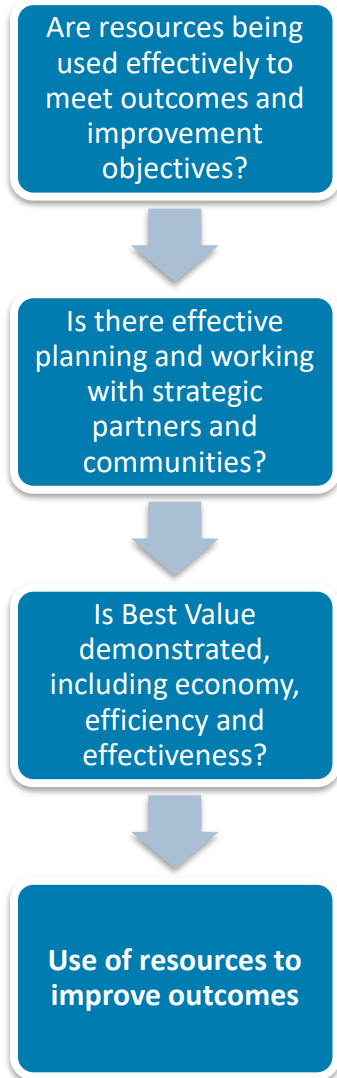 Are resources being
used effectively to
meet outcomes and
improvement
objectives?
Is there effective
planning and working
with strategic
partners and
communities?
Is Best Value
demonstrated,
including economy,
efficiency and
effectiveness?
Use of resources to
improve outcomes